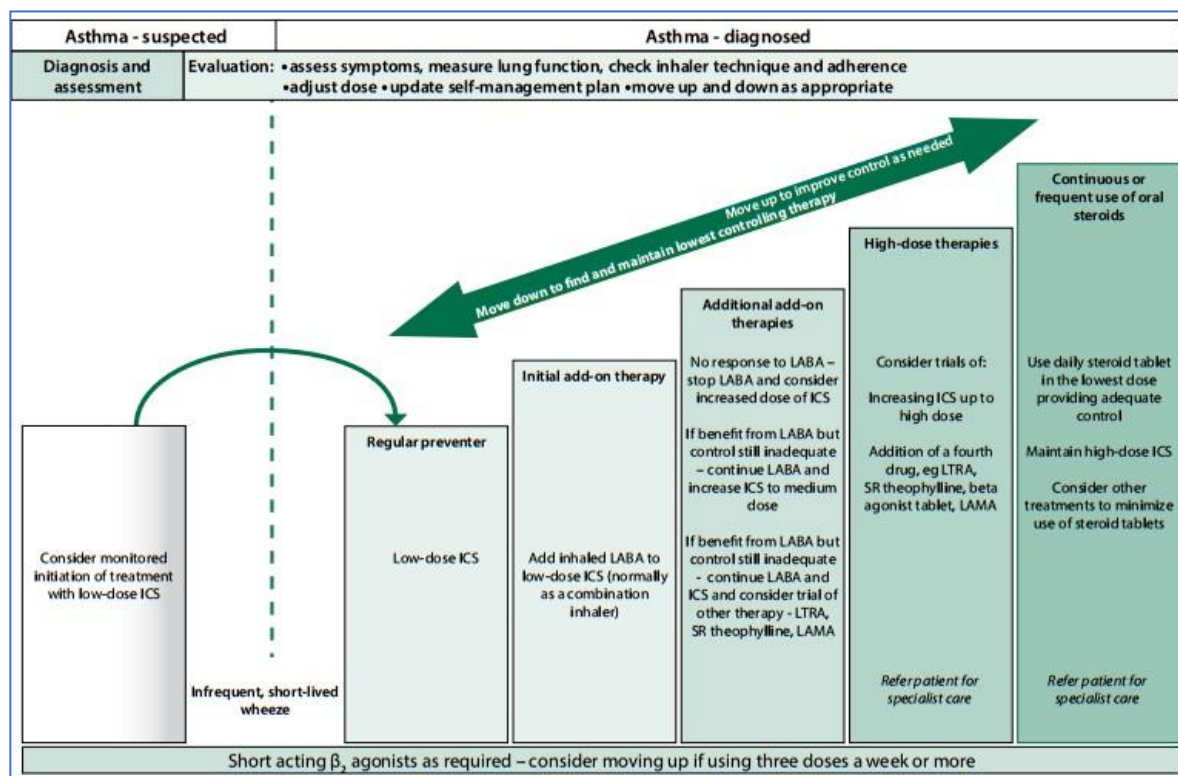 Asthma - suspected
Asthma - diagnosed
Diagnosis and
assessment
Evaluation: •assess symptoms, measure lung function, check inhaler technique and adherence
•adjust dose •update self-management plan •move up and down as appropriate
Move up to improve control as needed
Move down to find and maintain lowest controlling therapy
Consider monitored
initiation of treatment
with low-dose ICS
Infrequent, short-lived
wheeze
Regular preventer
Low-dose ICS
Initial add-on therapy
Add inhaled LABA to
low-dose ICS (normally
as a combination
inhaler)
Additional add-on
therapies
No response to LABA –
stop LABA and consider
increased dose of ICS
If benefit from LABA but
control still inadequate
– continue LABA and
increase ICS to medium
dose
If benefit from LABA but
control still inadequate
- continue LABA and
ICS and consider trial of
other therapy - LTRA,
SR theophylline, LAMA
High-dose therapies
Consider trials of:
Increasing ICS up to
high dose
Addition of a fourth
drug, eg LTRA,
SR theophylline, beta
agonist tablet, LAMA
Refer patient for
specialist care
Continuous or
frequent use of oral
steroids
Use daily steroid tablet
in the lowest dose
providing adequate
control
Maintain high-dose ICS
Consider other
treatments to minimize
use of steroid tablets
Refer patient for
specialist care
Short acting β₂ agonists as required – consider moving up if using three doses a week or more